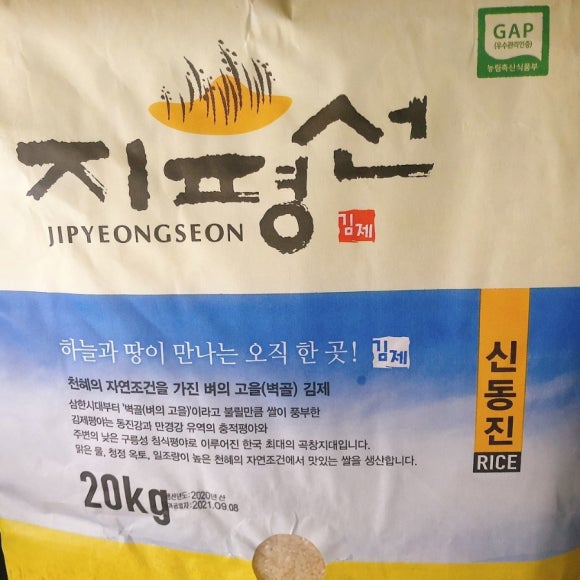 GAP
(우수관리인증)
농림축산식품부
지평선
JIPYEONGSEON
김제
하늘과 땅이 만나는 오직 한 곳!
김제
천혜의 자연조건을 가진 벼의 고을(벽골) 김제
삼한시대부터 '벽골(벼의 고을)'이라고 불릴만큼 쌀이 풍부한
김제평야는 동진강과 만경강 유역의 충적평야와
주변의 낮은 구릉성 침식평야로 이루어진 한국 최대의 곡창지대입니다.
맑은 물, 청정 옥토, 일조량이 높은 천혜의 자연조건에서 맛있는 쌀을 생산합니다.
신동진
RICE
20kg
생산년도: 2020년 산
가공일자: 2021.09.08